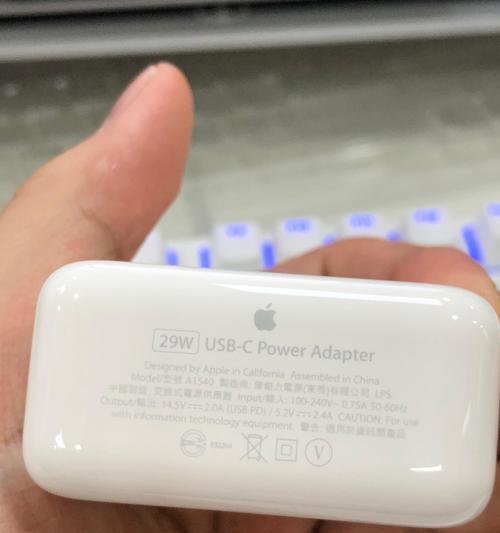 29W USB-C Power Adapter
Designed by Apple in California Assembled in China
Model/型號 A1540 製造商: 偉創力電源(東莞)有限公司 LPS
中國製造 交換式電源供應器 Input/輸入: 100-240V~ 0.75A 50-60Hz
Output/輸出: 14.5V⎓2.0A (USB PD) / 5.2V⎓2.4A CAUTION: For use
with information technology equipment. 警告: 適用於資訊類產品
R33264 V